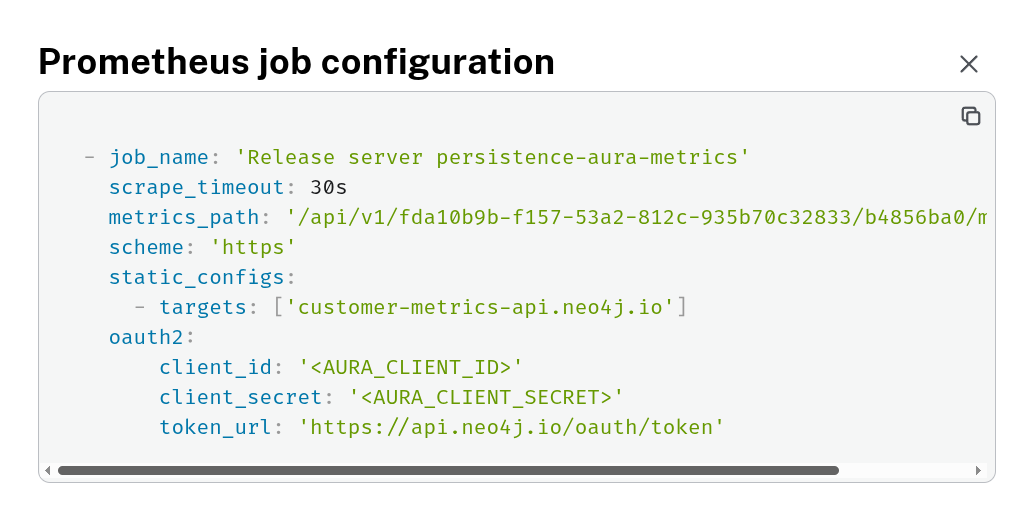 Prometheus job configuration
- job_name: 'Release server persistence-aura-metrics'
scrape_timeout: 30s
metrics_path: '/api/v1/fda10b9b-f157-53a2-812c-935b70c32833/b4856ba0/m
scheme: 'https'
static_configs:
- targets: ['customer-metrics-api.neo4j.io']
oauth2:
client_id: '<AURA_CLIENT_ID>'
client_secret: '<AURA_CLIENT_SECRET>'
token_url: 'https://api.neo4j.io/oauth/token'